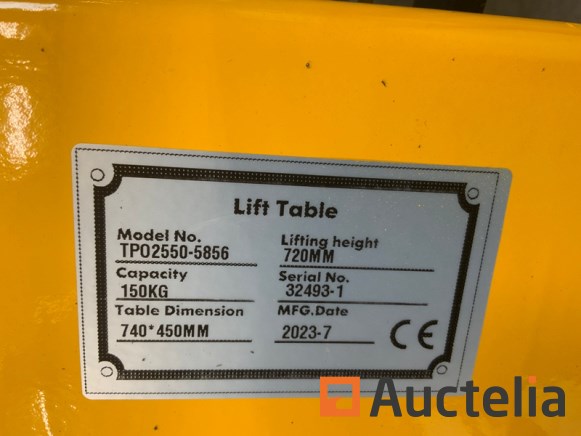 Lift Table
Model No.
TPO2550-5856
Lifting height
720MM
Capacity
150KG
Serial No.
32493-1
Table Dimension
740*450MM
MFG.Date
2023-7
CE
Auctelia